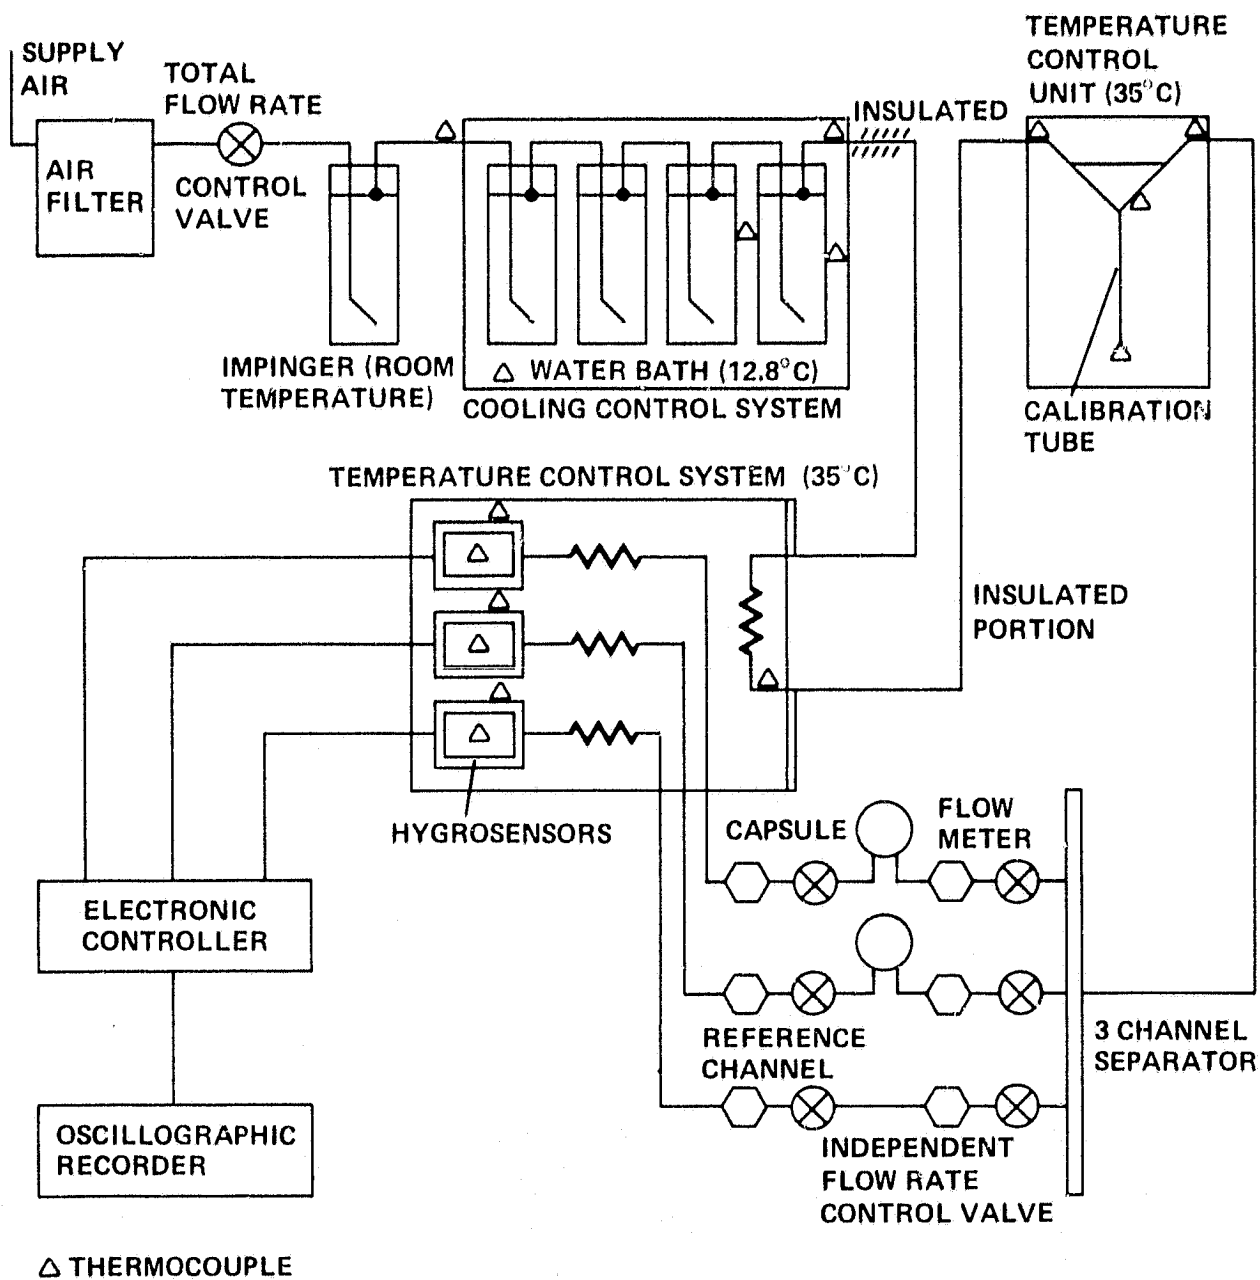 SUPPLY
AIR
AIR
FILTER
TOTAL
FLOW RATE
CONTROL
VALVE
IMPINGER (ROOM
TEMPERATURE)
WATER BATH (12.8°C)
COOLING CONTROL SYSTEM
INSULATED
TEMPERATURE
CONTROL
UNIT (35°C)
CALIBRATION
TUBE
TEMPERATURE CONTROL SYSTEM (35°C)
HYGROSENSORS
INSULATED
PORTION
CAPSULE
FLOW
METER
REFERENCE
CHANNEL
3 CHANNEL
SEPARATOR
INDEPENDENT
FLOW RATE
CONTROL VALVE
ELECTRONIC
CONTROLLER
OSCILLOGRAPHIC
RECORDER
THERMOCOUPLE